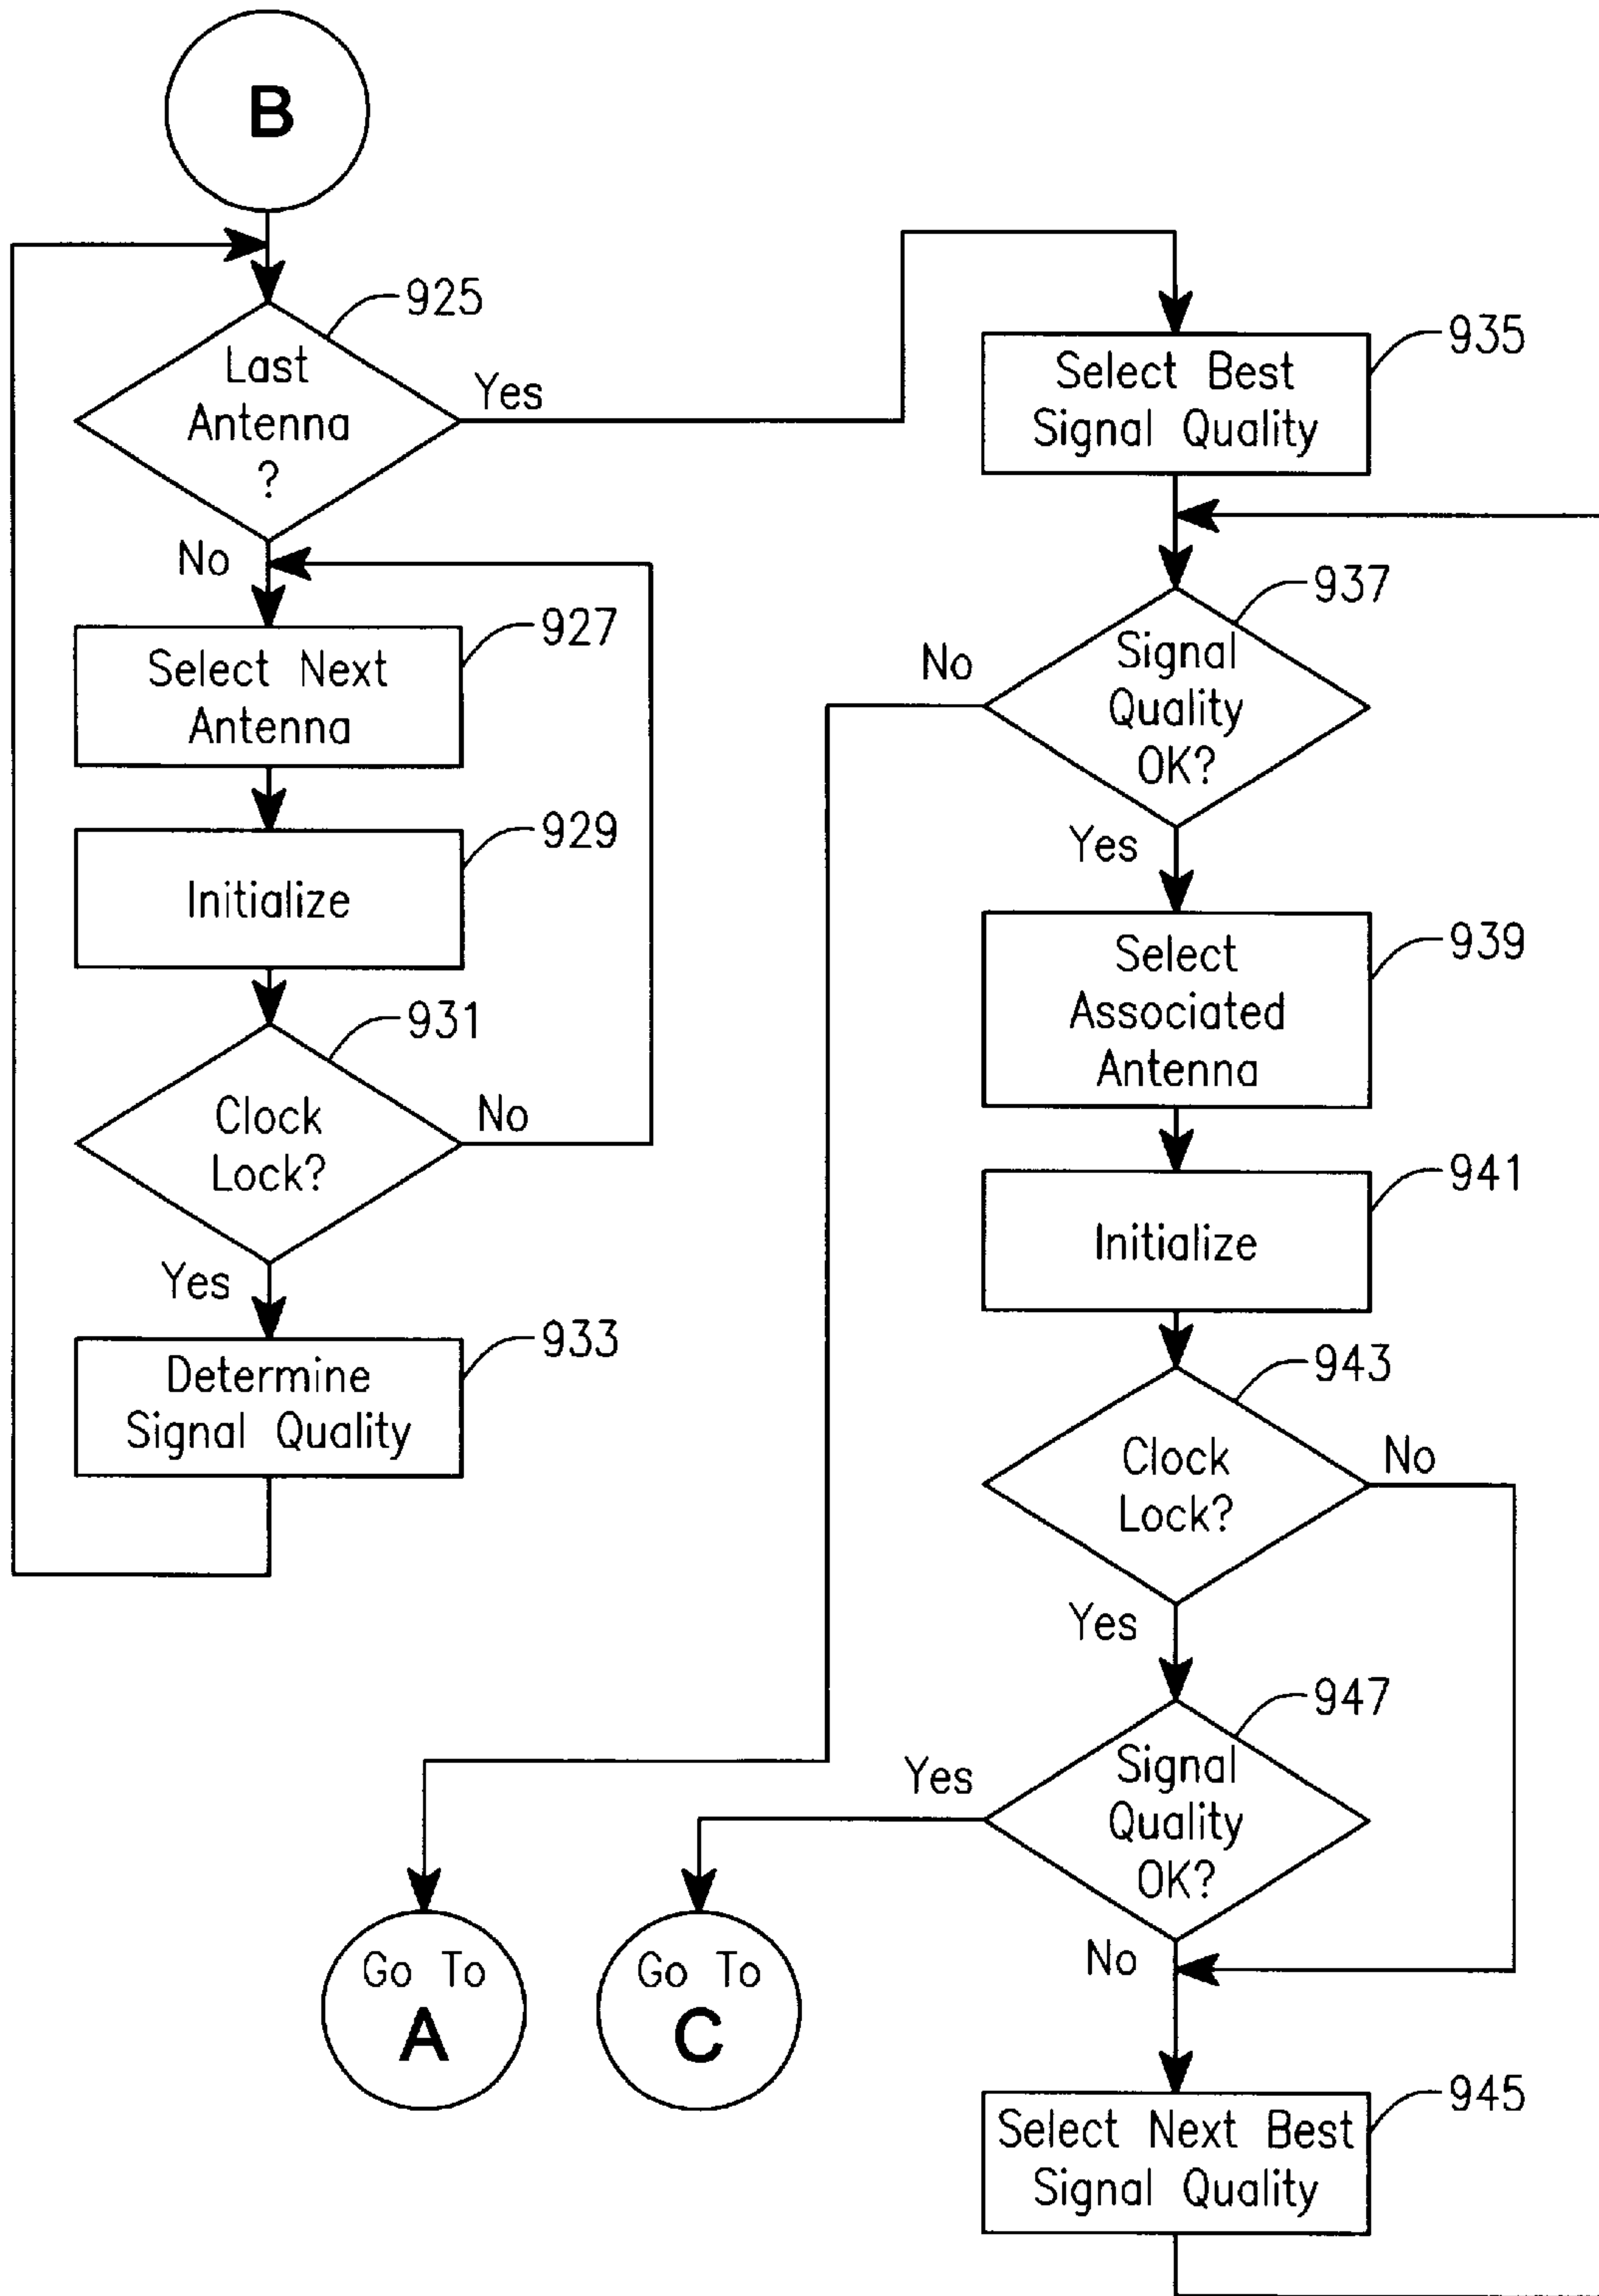 B
925
Last
Antenna
?
Yes
No
927
Select Next
Antenna
929
Initialize
931
Clock
Lock?
No
Yes
933
Determine
Signal Quality
935
Select Best
Signal Quality
937
Signal
Quality
OK?
No
Yes
939
Select
Associated
Antenna
941
Initialize
943
Clock
Lock?
No
Yes
947
Signal
Quality
OK?
Yes
No
Go To
A
Go To
C
945
Select Next Best
Signal Quality